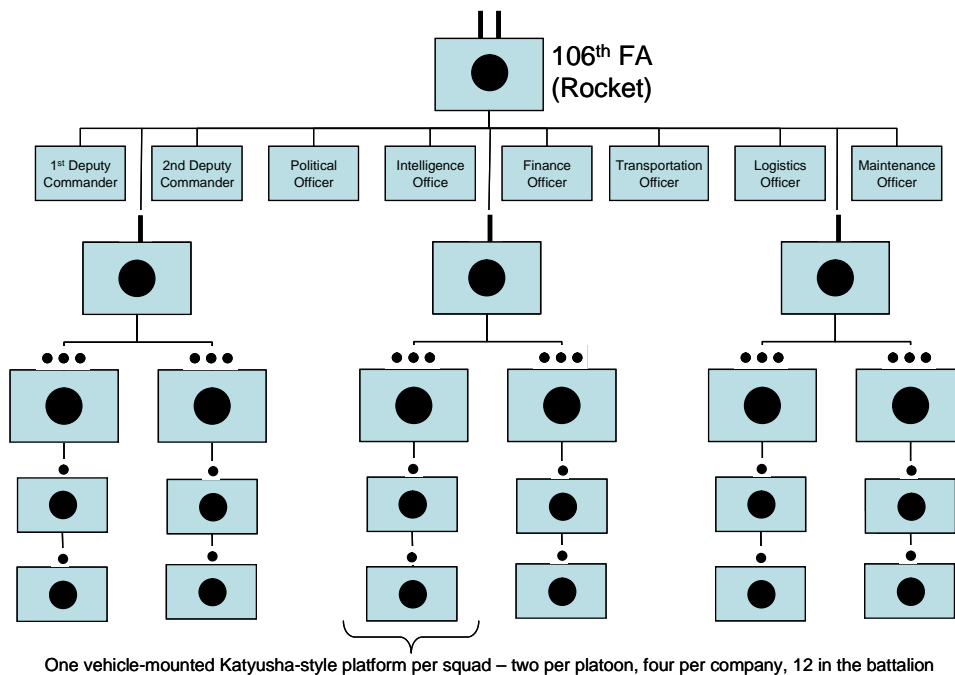 106th FA
(Rocket)
1st Deputy
Commander
2nd Deputy
Commander
Political
Officer
Intelligence
Office
Finance
Officer
Transportation
Officer
Logistics
Officer
Maintenance
Officer
One vehicle-mounted Katyusha-style platform per squad – two per platoon, four per company, 12 in the battalion